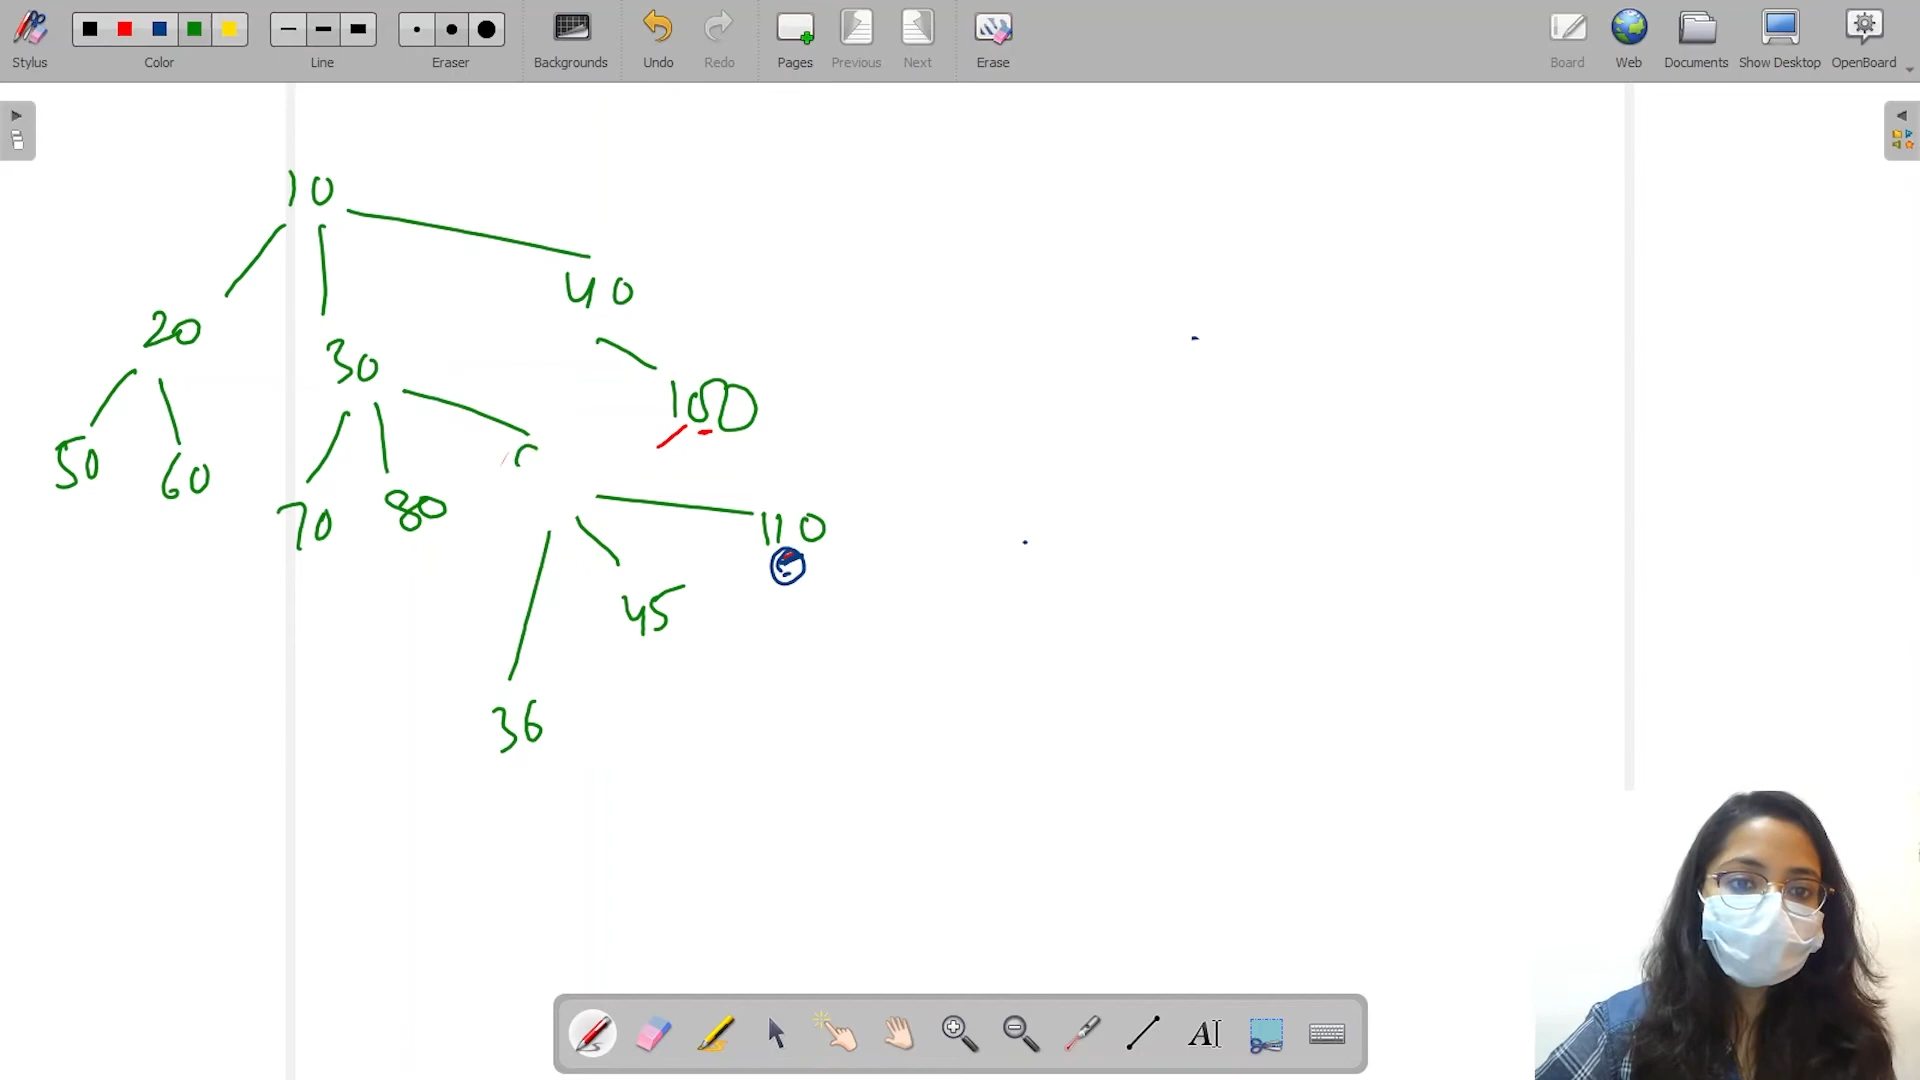 Stylus
Color
Line
Eraser
Backgrounds
Undo
Redo
Pages
Previous
Next
Erase
Board
Web
Documents
Show Desktop
OpenBoard
10
40
20
30
100
50
60
70
80
110
45
36
A